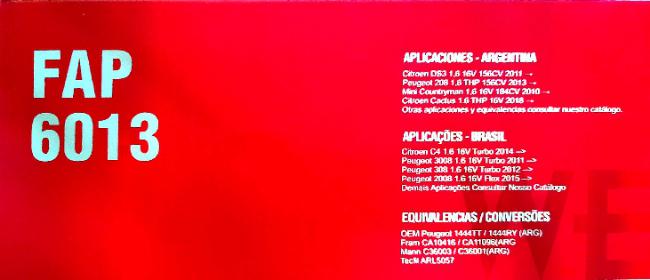 FAP
6013
APLICACIONES - ARGENTINA
Citroen DS3 1,6 16V 156CV 2011 →
Peugeot 208 1,6 THP 156CV 2013 →
Mini Countryman 1,6 16V 184CV 2010 →
Citroen Cactus 1.6 THP 16V 2018 →
Otras aplicaciones y equivalencias consultar nuestro catálogo.
APLICAÇÕES - BRASIL
Citroen C4 1.6 16V Turbo 2014 -->
Peugeot 3008 1.6 16V Turbo 2011 -->
Peugeot 308 1.6 16V Turbo 2012 -->
Peugeot 2008 1.6 16V Flex 2015 -->
Demais Aplicações Consultar Nosso Catálogo
EQUIVALENCIAS / CONVERSÕES
OEM Peugeot 1444TT / 1444RY (ARG)
Fram CA10416 / CA11096(ARG
Mann C36003 / C36001(ARG)
Tecfil ARL5057
WE